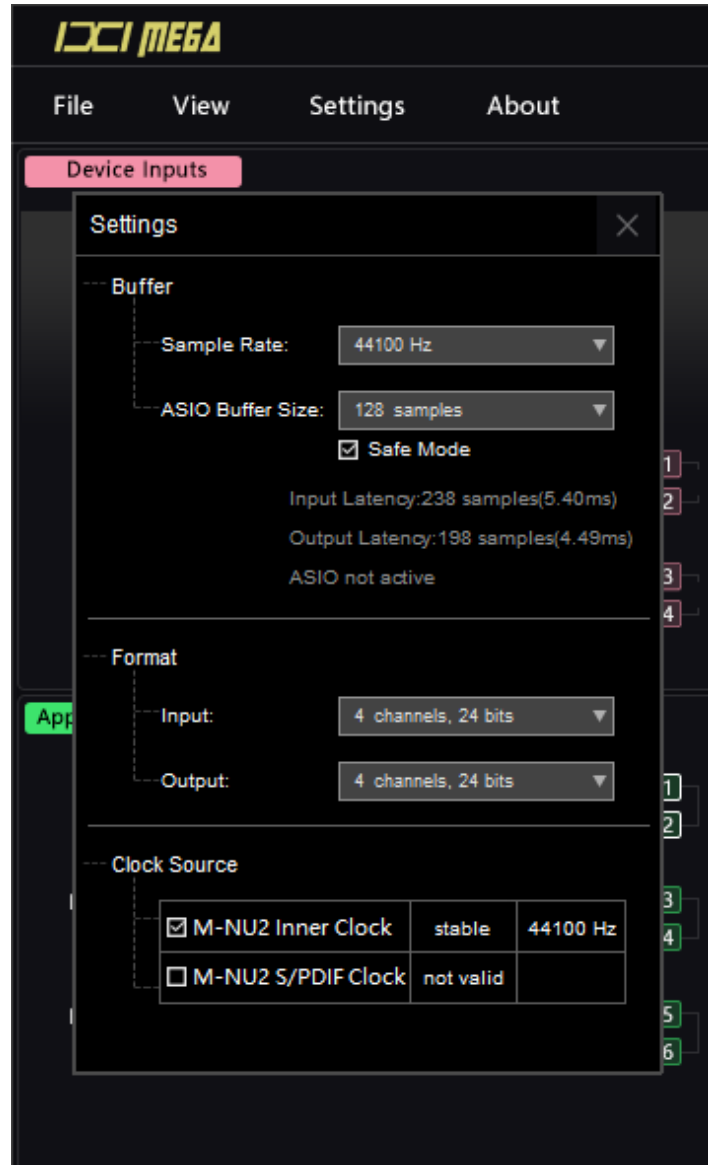 IXI MEGA
File View Settings About
Device Inputs
Settings
Buffer
Sample Rate: 44100 Hz
ASIO Buffer Size: 128 samples
Safe Mode
1
Input Latency:238 samples(5.40ms)
2
Output Latency:198 samples(4.49ms)
ASIO not active
3
4
Format
App
Input: 4 channels, 24 bits
Output: 4 channels, 24 bits
1
2
Clock Source
3
M-NU2 Inner Clock stable 44100 Hz
4
M-NU2 S/PDIF Clock not valid
5
6